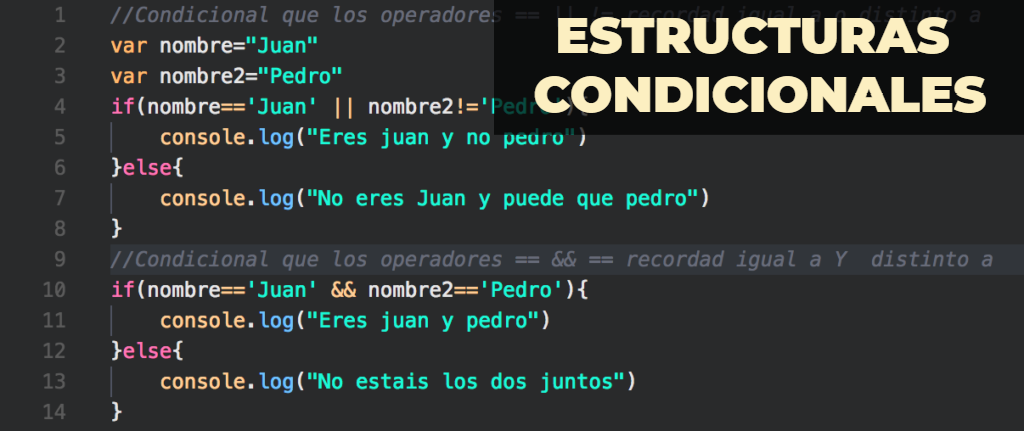 ESTRUCTURAS
CONDICIONALES
1 //Condicional que los operadores == || != recordad igual a o distinto a
2 var nombre="Juan"
3 var nombre2="Pedro"
4 if(nombre=='Juan' || nombre2!='Pedro'){
5 console.log("Eres juan y no pedro")
6 }else{
7 console.log("No eres Juan y puede que pedro")
8 }
9 //Condicional que los operadores == && == recordad igual a Y  distinto a
10 if(nombre=='Juan' && nombre2=='Pedro'){
11 console.log("Eres juan y pedro")
12 }else{
13 console.log("No estais los dos juntos")
14 }